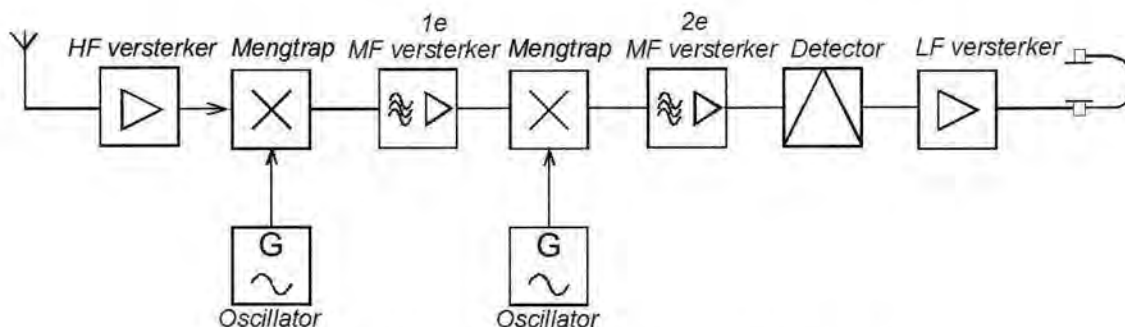 1e
2e
HF versterker Mengtrap MF versterker Mengtrap MF versterker Detector LF versterker
G
G
Oscillator
Oscillator